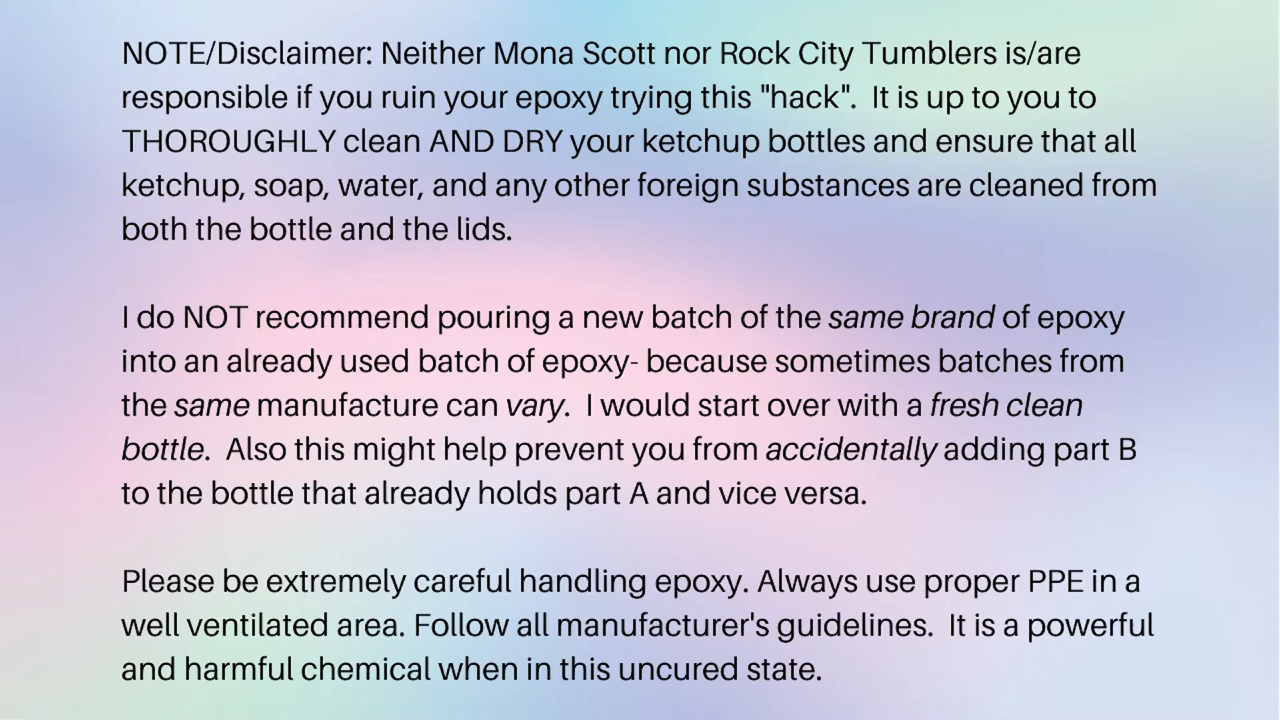 NOTE/Disclaimer: Neither Mona Scott nor Rock City Tumblers is/are
responsible if you ruin your epoxy trying this "hack".  It is up to you to
THOROUGHLY clean AND DRY your ketchup bottles and ensure that all
ketchup, soap, water, and any other foreign substances are cleaned from
both the bottle and the lids.
I do NOT recommend pouring a new batch of the same brand of epoxy
into an already used batch of epoxy- because sometimes batches from
the same manufacture can vary.  I would start over with a fresh clean
bottle.  Also this might help prevent you from accidentally adding part B
to the bottle that already holds part A and vice versa.
Please be extremely careful handling epoxy. Always use proper PPE in a
well ventilated area. Follow all manufacturer's guidelines.  It is a powerful
and harmful chemical when in this uncured state.